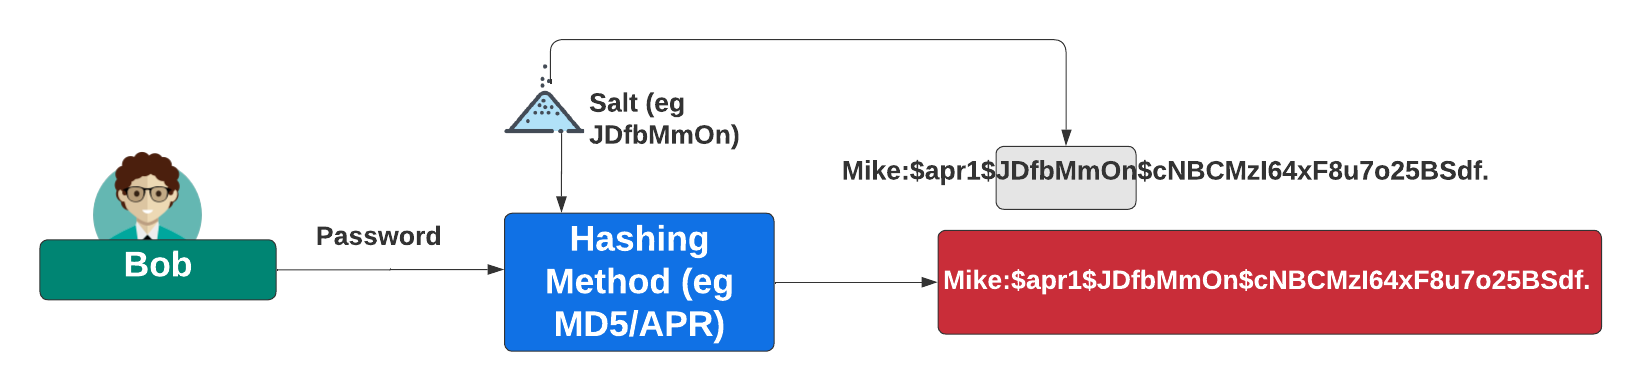 Salt (eg
JDfbMmOn)
Mike:$apr1$JDfbMmOn$cNBCMzI64xF8u7o25BSdf.
Password
Bob
Hashing
Method (eg
MD5/APR)
Mike:$apr1$JDfbMmOn$cNBCMzI64xF8u7o25BSdf.